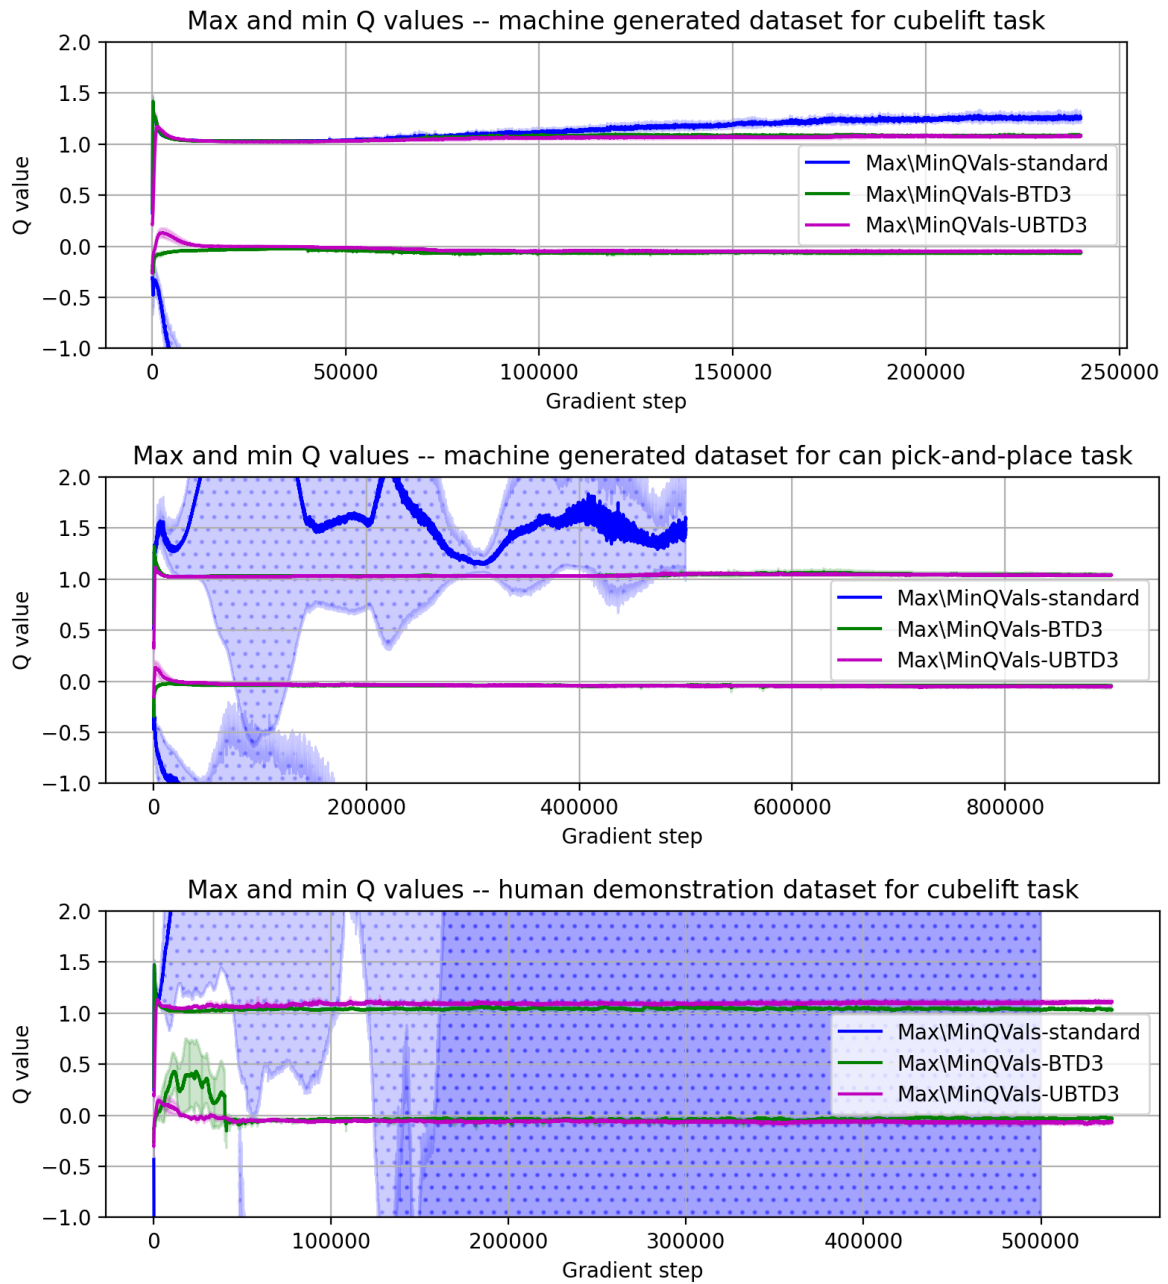 Max and min Q values -- machine generated dataset for cubelift task
2.0
1.5
1.0
0.5
0.0
−0.5
−1.0
Q value
Max\MinQVals-standard
Max\MinQVals-BTD3
Max\MinQVals-UBTD3
0 50000 100000 150000 200000 250000
Gradient step
Max and min Q values -- machine generated dataset for can pick-and-place task
2.0
1.5
1.0
0.5
0.0
−0.5
−1.0
Q value
Max\MinQVals-standard
Max\MinQVals-BTD3
Max\MinQVals-UBTD3
0 200000 400000 600000 800000
Gradient step
Max and min Q values -- human demonstration dataset for cubelift task
2.0
1.5
1.0
0.5
0.0
−0.5
−1.0
Q value
Max\MinQVals-standard
Max\MinQVals-BTD3
Max\MinQVals-UBTD3
0 100000 200000 300000 400000 500000
Gradient step